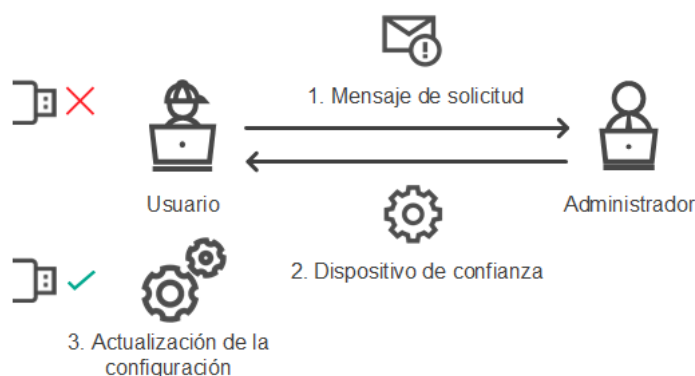 1. Mensaje de solicitud
Usuario
Administrador
2. Dispositivo de confianza
3. Actualización de la
configuración